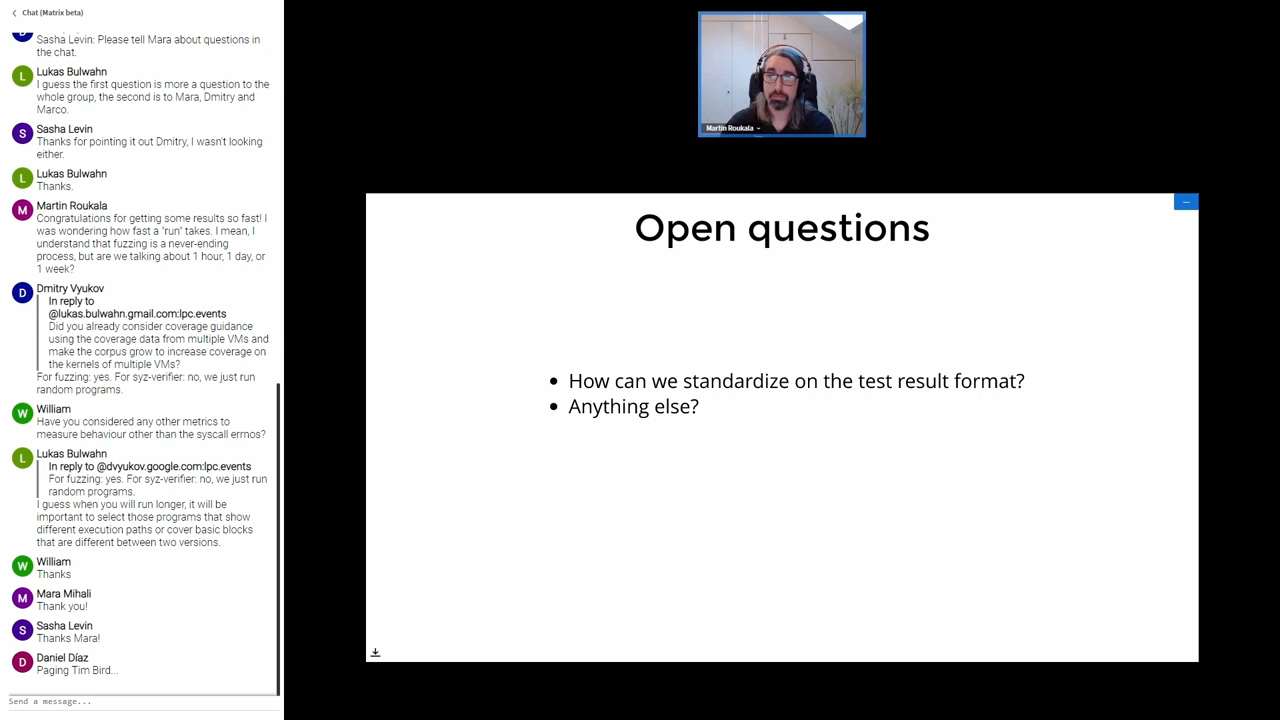 Chat (Matrix beta)
Sasha Levin: Please tell Mara about questions in
the chat.
L
Lukas Bulwahn
I guess the first question is more a question to the
whole group, the second is to Mara, Dmitry and
Marco.
S
Sasha Levin
Thanks for pointing it out Dmitry, I wasn't looking
either.
L
Lukas Bulwahn
Thanks.
M
Martin Roukala
Congratulations for getting some results so fast! I
was wondering how fast a "run" takes. I mean, I
understand that fuzzing is a never-ending
process, but are we talking about 1 hour, 1 day, or
1 week?
D
Dmitry Vyukov
In reply to
@lukas.bulwahn.gmail.com:lpc.events
Did you already consider coverage guidance
using the coverage data from multiple VMs and
make the corpus grow to increase coverage on
the kernels of multiple VMs?
For fuzzing: yes. For syz-verifier: no, we just run
random programs.
W
William
Have you considered any other metrics to
measure behaviour other than the syscall errnos?
L
Lukas Bulwahn
In reply to @dvyukov.google.com:lpc.events
For fuzzing: yes. For syz-verifier: no, we just run
random programs.
I guess when you will run longer, it will be
important to select those programs that show
different execution paths or cover basic blocks
that are different between two versions.
W
William
Thanks
M
Mara Mihali
Thank you!
S
Sasha Levin
Thanks Mara!
D
Daniel Díaz
Paging Tim Bird...
Send a message...
Martin Roukala
Open questions
• How can we standardize on the test result format?
• Anything else?